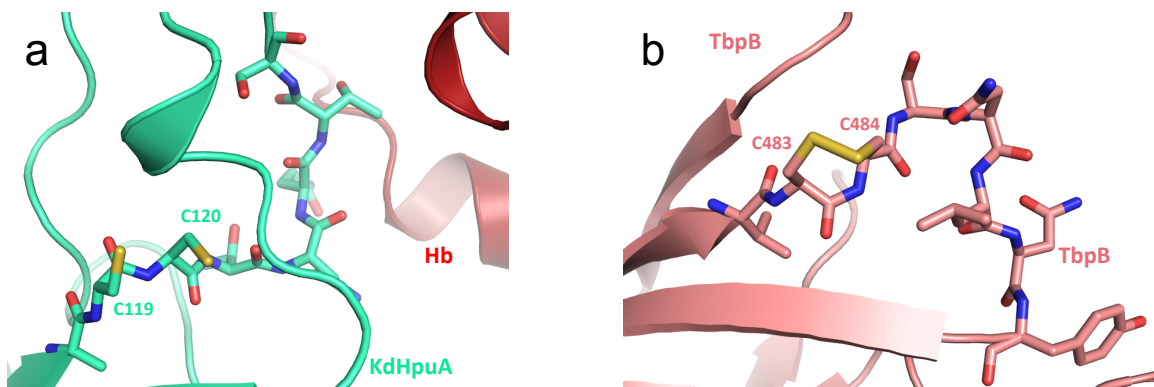 a
C120
Hb
C119
KdHpuA
b
TbpB
C484
C483
TbpB